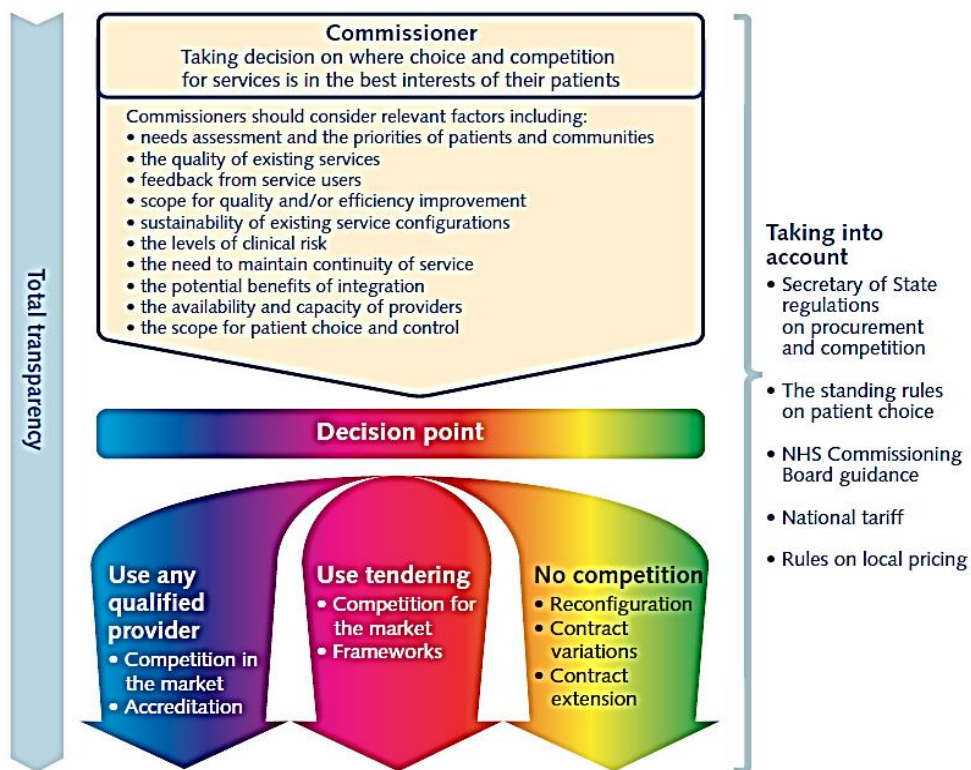 Total transparency
Commissioner
Taking decision on where choice and competition
for services is in the best interests of their patients
Commissioners should consider relevant factors including:
• needs assessment and the priorities of patients and communities
• the quality of existing services
• feedback from service users
• scope for quality and/or efficiency improvement
• sustainability of existing service configurations
• the levels of clinical risk
• the need to maintain continuity of service
• the potential benefits of integration
• the availability and capacity of providers
• the scope for patient choice and control
Decision point
Use any
qualified
provider
• Competition in
the market
• Accreditation
Use tendering
• Competition for
the market
• Frameworks
No competition
• Reconfiguration
• Contract
variations
• Contract
extension
Taking into
account
• Secretary of State
regulations
on procurement
and competition
• The standing rules
on patient choice
• NHS Commissioning
Board guidance
• National tariff
• Rules on local pricing